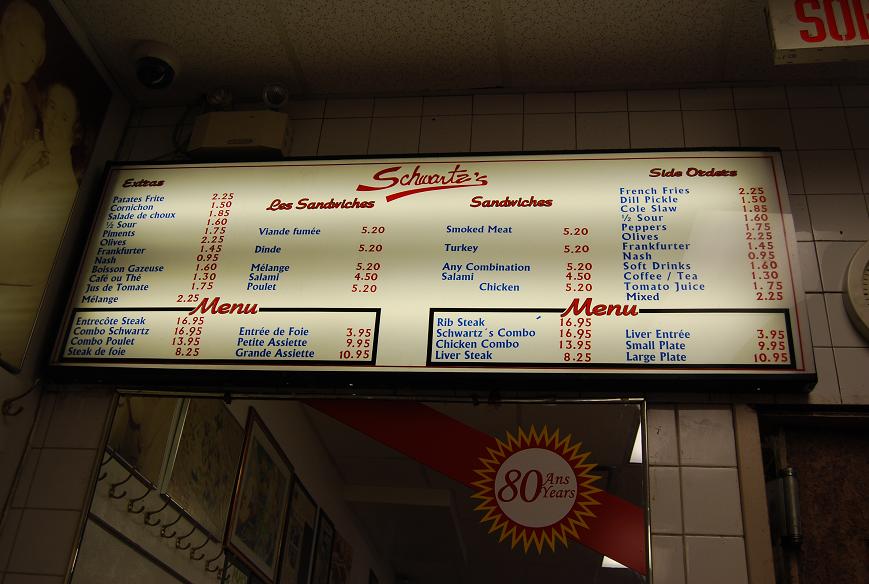 SO
Schwartz's
Extras
Patates Frite 2.25
Cornichon 1.50
Salade de choux 1.85
½ Sour 1.60
Piments 1.75
Olives 2.25
Frankfurter 1.45
Nash 0.95
Boisson Gazeuse 1.60
Café ou Thé 1.30
Jus de Tomate 1.75
Mélange 2.25
Les Sandwiches
Viande fumée 5.20
Dinde 5.20
Mélange 5.20
Salami 4.50
Poulet 5.20
Sandwiches
Smoked Meat 5.20
Turkey 5.20
Any Combination 5.20
Salami 4.50
Chicken 5.20
Side Orders
French Fries 2.25
Dill Pickle 1.50
Cole Slaw 1.85
½ Sour 1.60
Peppers 1.75
Olives 2.25
Frankfurter 1.45
Nash 0.95
Soft Drinks 1.60
Coffee / Tea 1.30
Tomato Juice 1.75
Mixed 2.25
Menu
Entrecôte Steak 16.95
Combo Schwartz 16.95
Combo Poulet 13.95
Steak de foie 8.25
Entrée de Foie 3.95
Petite Assiette 9.95
Grande Assiette 10.95
Menu
Rib Steak 16.95
Schwartz's Combo 16.95
Chicken Combo 13.95
Liver Steak 8.25
Liver Entrée 3.95
Small Plate 9.95
Large Plate 10.95
80 Ans
Years